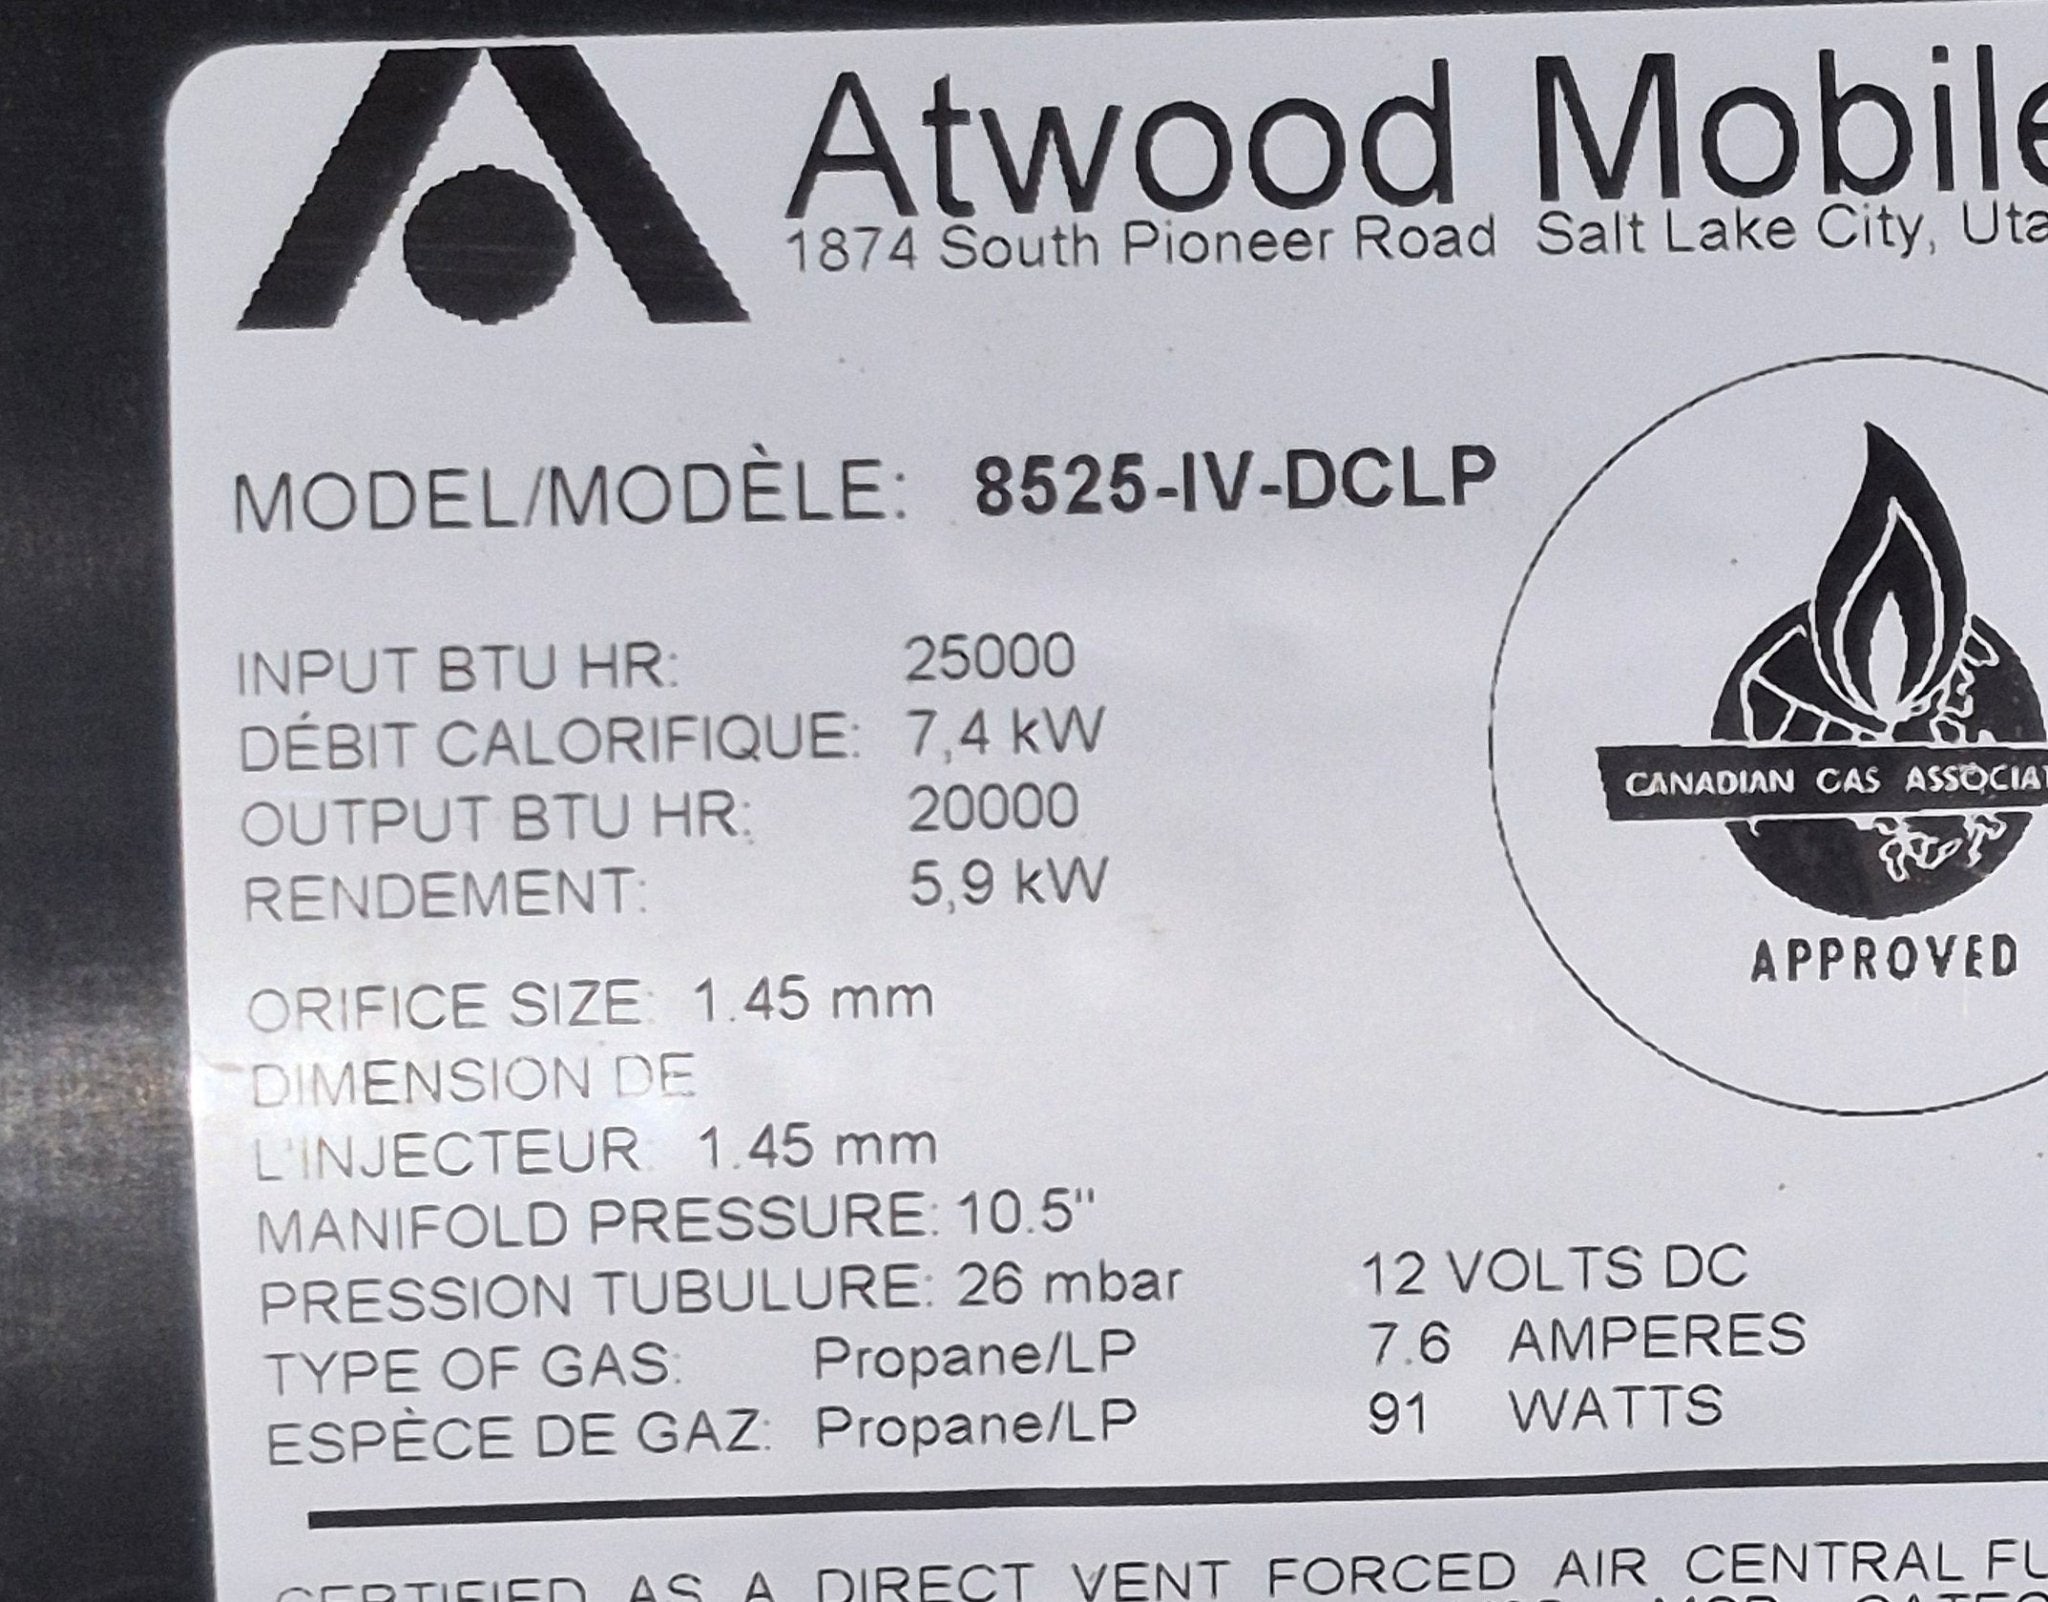 Atwood Mobile
1874 South Pioneer Road Salt Lake City, Uta
MODEL/MODÈLE: 8525-IV-DCLP
INPUT BTU HR: 25000
DÉBIT CALORIFIQUE: 7,4 kW
OUTPUT BTU HR: 20000
RENDEMENT: 5,9 kW
CANADIAN GAS ASSOCIAT
APPROVED
ORIFICE SIZE: 1.45 mm
DIMENSION DE
L'INJECTEUR: 1.45 mm
MANIFOLD PRESSURE: 10.5"
PRESSION TUBULURE: 26 mbar
TYPE OF GAS: Propane/LP
ESPÈCE DE GAZ: Propane/LP
12 VOLTS DC
7.6 AMPERES
91 WATTS
CERTIFIED AS A DIRECT VENT FORCED AIR CENTRAL FU